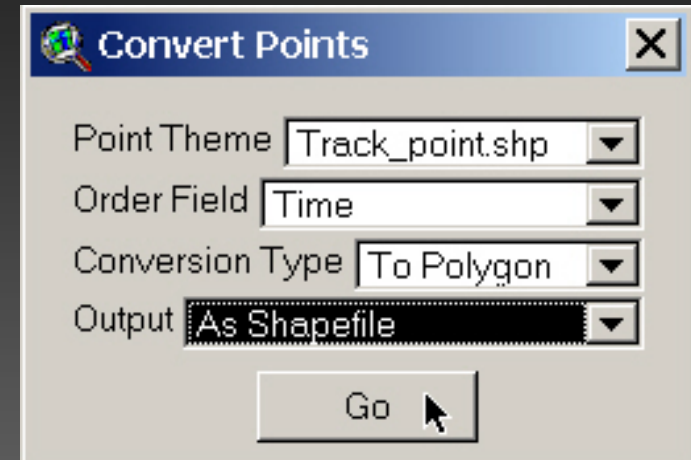 Convert Points
Point Theme Track_point.shp
Order Field Time
Conversion Type To Polygon
Output As Shapefile
Go